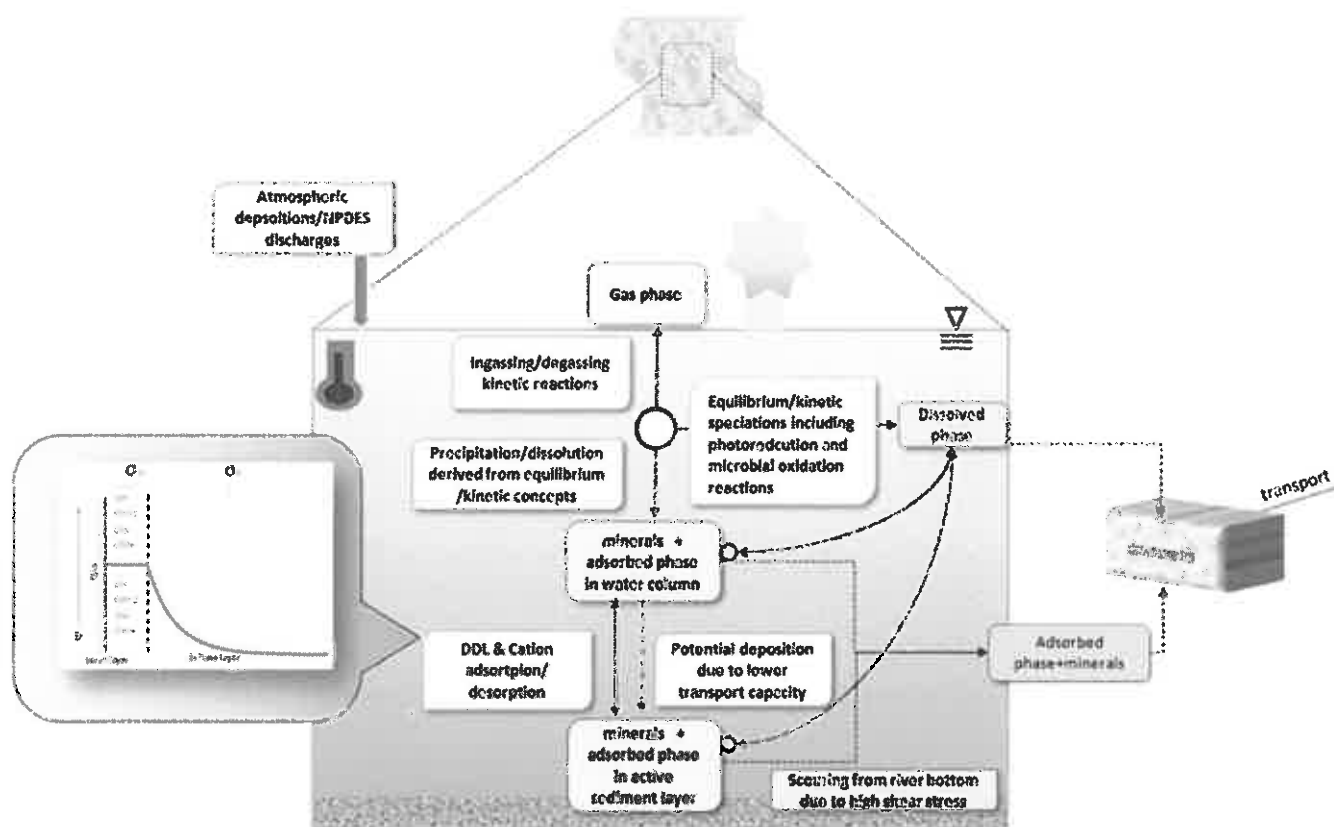 Atmospheric
depsoitions/NPDES
discharges
Gas phase
Ingassing/degassing
kinetic reactions
Equilibrium/kinetic
speciations including
photorodcution and
microbial oxidation
reactions
Dissolved
phase
Precipitation/dissolution
derived from equilibrium
/kinetic concepts
transport
minerals +
adsorbed phase
in water column
DDL & Cation
adsortpion/
desorption
Potential deposition
due to lower
transport capacity
Adsorbed
phase+minerals
minerals +
adsorbed phase
in active
sediment layer
Scouring from river bottom
due to high shear stress